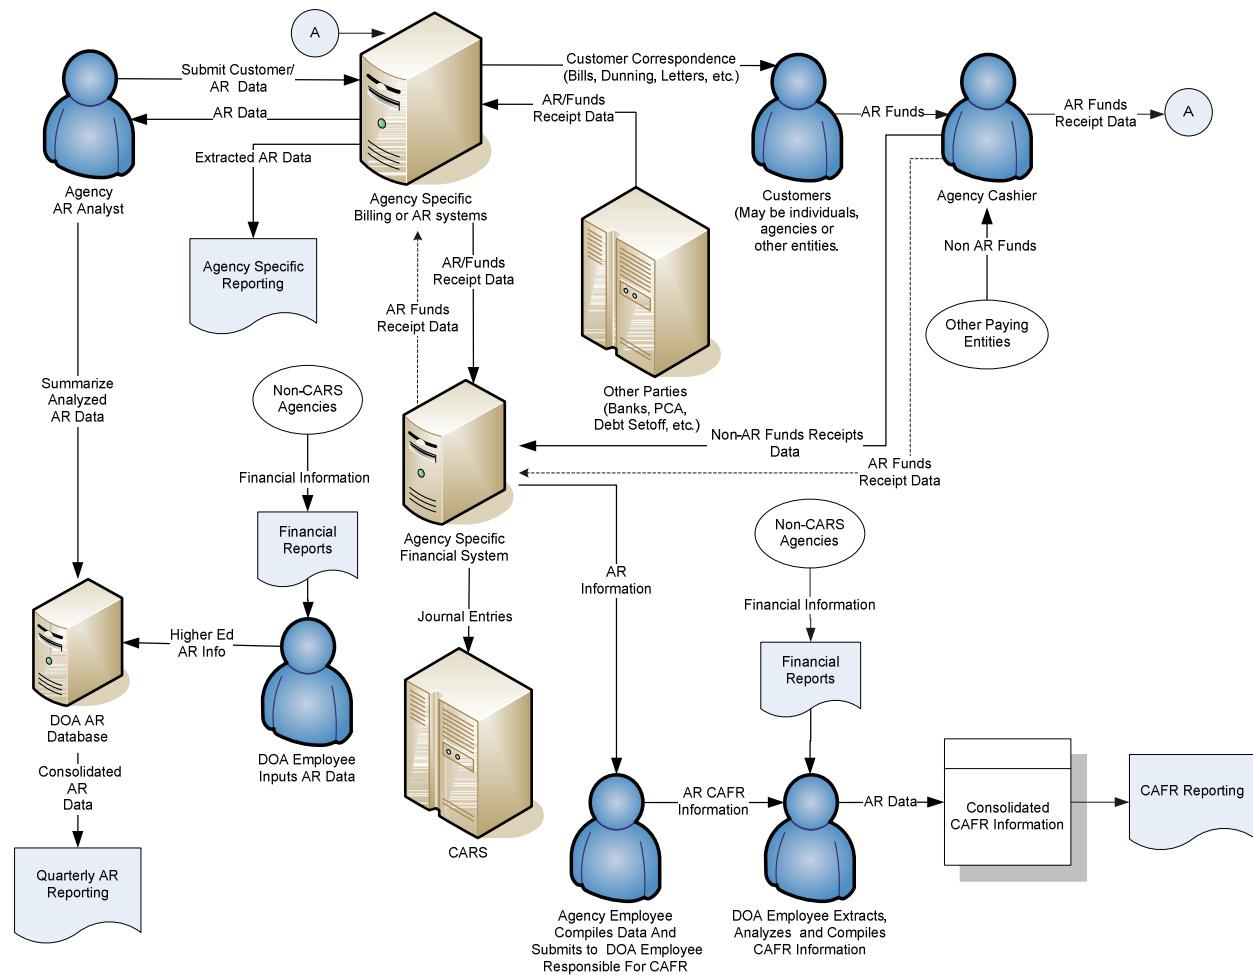 A
Submit Customer/
AR Data
AR Data
Extracted AR Data
Agency
AR Analyst
Agency Specific
Billing or AR systems
Customer Correspondence
(Bills, Dunning, Letters, etc.)
AR/Funds
Receipt Data
AR Funds
AR Funds
Receipt Data
A
Customers
(May be individuals,
agencies or
other entities.
Agency Cashier
Non AR Funds
Other Paying
Entities
Agency Specific
Reporting
AR/Funds
Receipt Data
AR Funds
Receipt Data
Other Parties
(Banks, PCA,
Debt Setoff, etc.)
Summarize
Analyzed
AR Data
Non-CARS
Agencies
Non-AR Funds Receipts
Data
AR Funds
Receipt Data
Financial Information
Financial
Reports
Agency Specific
Financial System
Non-CARS
Agencies
AR
Information
Financial Information
Journal Entries
Higher Ed
AR Info
Financial
Reports
DOA AR
Database
DOA Employee
Inputs AR Data
Consolidated
AR
Data
CARS
AR CAFR
Information
AR Data
Consolidated
CAFR Information
CAFR Reporting
Quarterly AR
Reporting
Agency Employee
Compiles Data And
Submits to DOA Employee
Responsible For CAFR
DOA Employee Extracts,
Analyzes and Compiles
CAFR Information